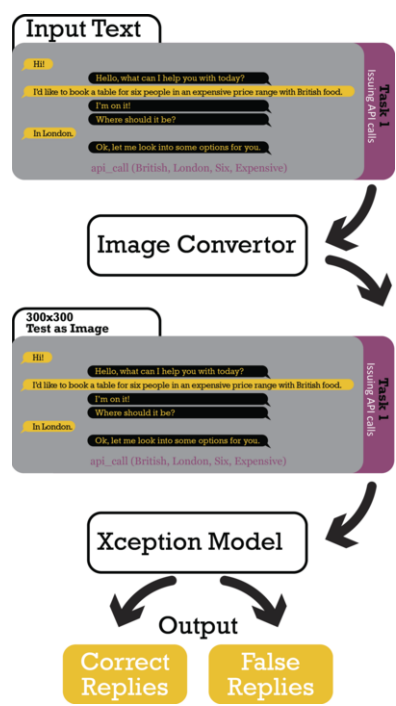 Input Text
Hi!
Hello, what can I help you with today?
I'd like to book a table for six people in an expensive price range with British food.
I'm on it!
Where should it be?
In London.
Ok, let me look into some options for you.
api_call (British, London, Six, Expensive)
Task 1
Issuing API calls
Image Convertor
300x300
Test as Image
Hi!
Hello, what can I help you with today?
I'd like to book a table for six people in an expensive price range with British food.
I'm on it!
Where should it be?
In London.
Ok, let me look into some options for you.
api_call (British, London, Six, Expensive)
Task 1
Issuing API calls
Xception Model
Output
Correct
Replies
False
Replies